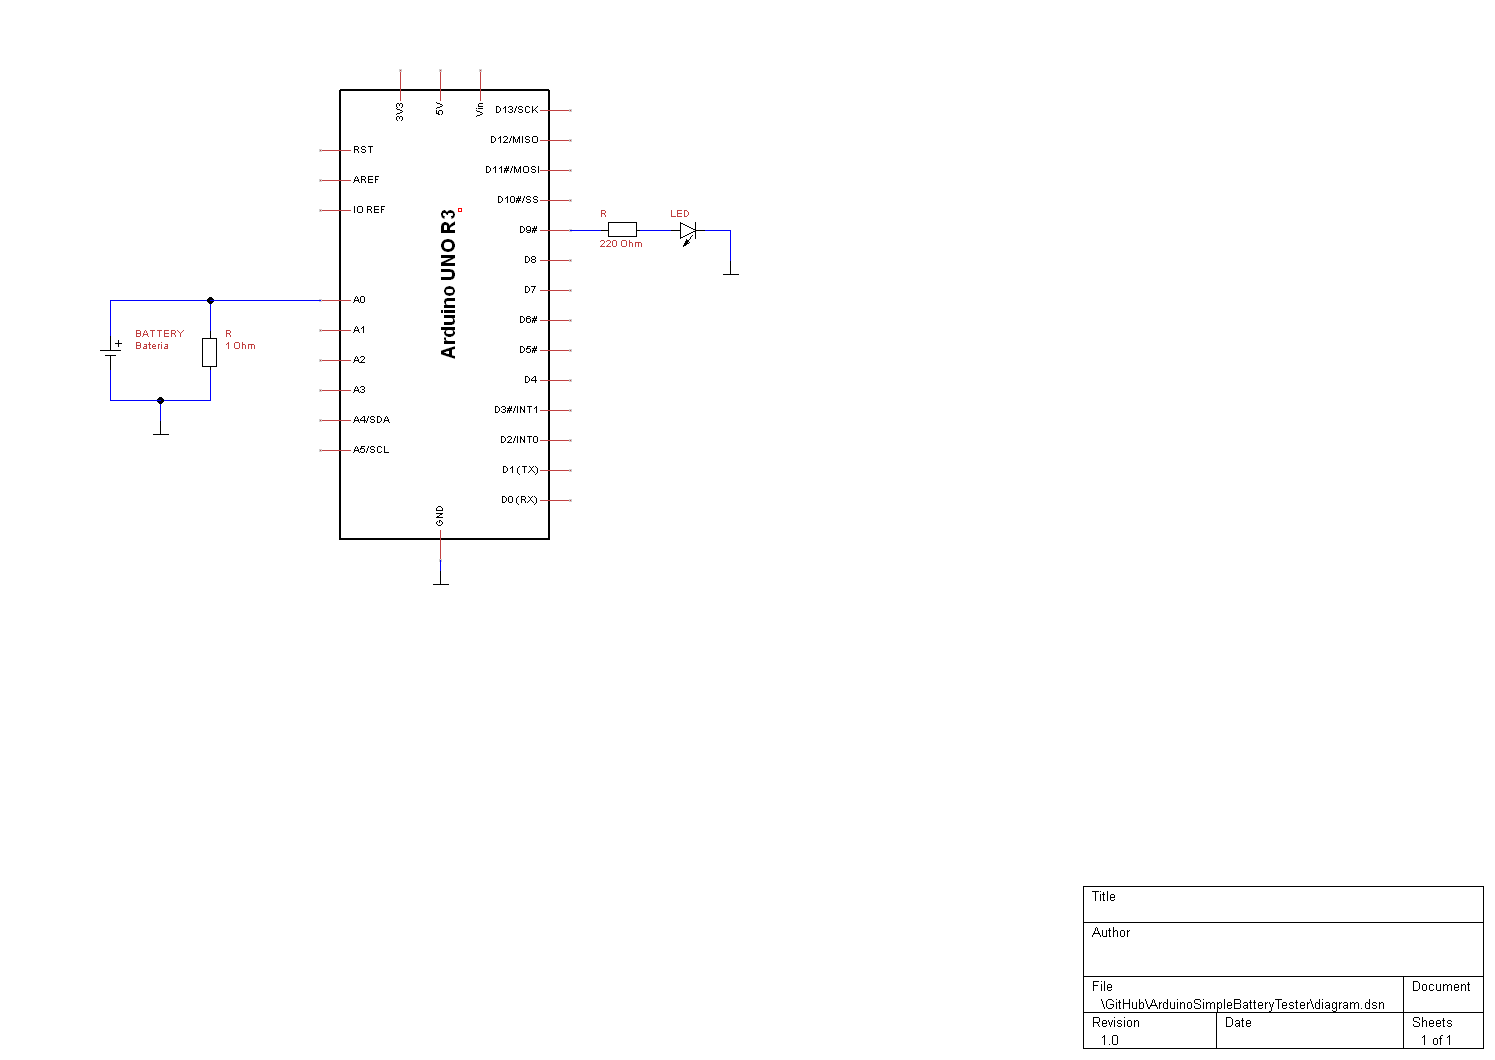 3V3
5V
Vin
D13/SCK
D12/MISO
D11#/MOSI
D10#/SS
D9#
D8
D7
D6#
D5#
D4
D3#/INT1
D2/INT0
D1(TX)
D0(RX)
RST
AREF
IO REF
A0
A1
A2
A3
A4/SDA
A5/SCL
GND
Arduino UNO R3
R
220 Ohm
LED
+
BATTERY
Bateria
R
1 Ohm
Title
Author
File
\GitHub\ArduinoSimpleBatteryTester\diagram.dsn
Document
Revision
1.0
Date
Sheets
1 of 1